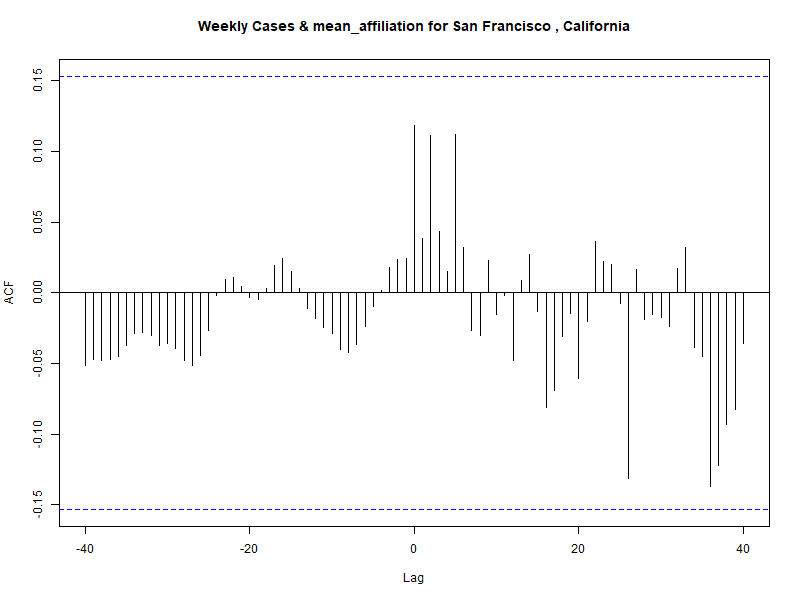 Weekly Cases & mean_affiliation for San Francisco , California
ACF
0.15
0.10
0.05
0.00
-0.05
-0.10
-0.15
-40 -20 0 20 40
Lag